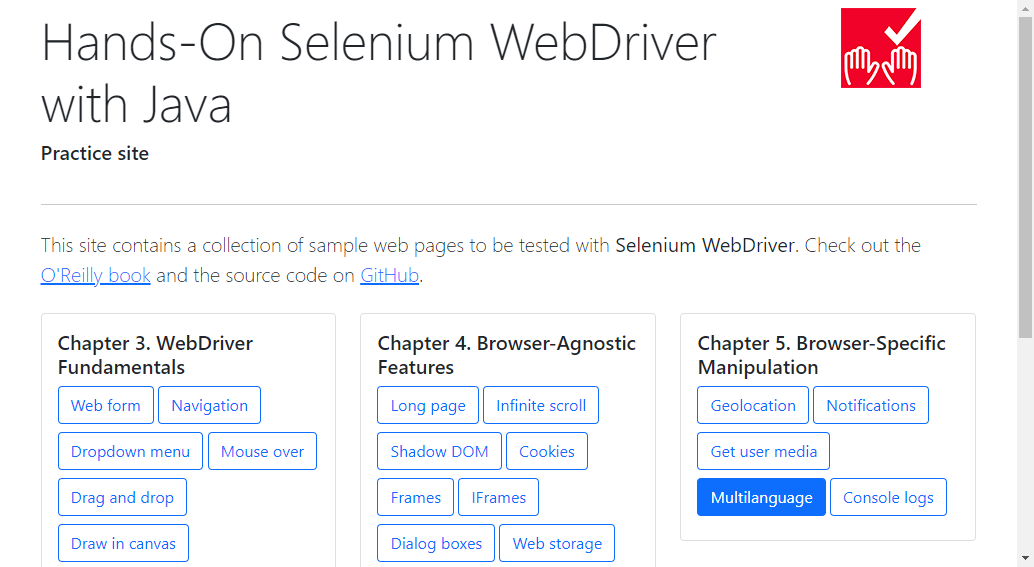 Hands-On Selenium WebDriver
with Java
Practice site
This site contains a collection of sample web pages to be tested with Selenium WebDriver. Check out the
O'Reilly book and the source code on GitHub.
Chapter 3. WebDriver
Fundamentals
Web form
Navigation
Dropdown menu
Mouse over
Drag and drop
Draw in canvas
Chapter 4. Browser-Agnostic
Features
Long page
Infinite scroll
Shadow DOM
Cookies
Frames
IFrames
Dialog boxes
Web storage
Chapter 5. Browser-Specific
Manipulation
Geolocation
Notifications
Get user media
Multilanguage
Console logs